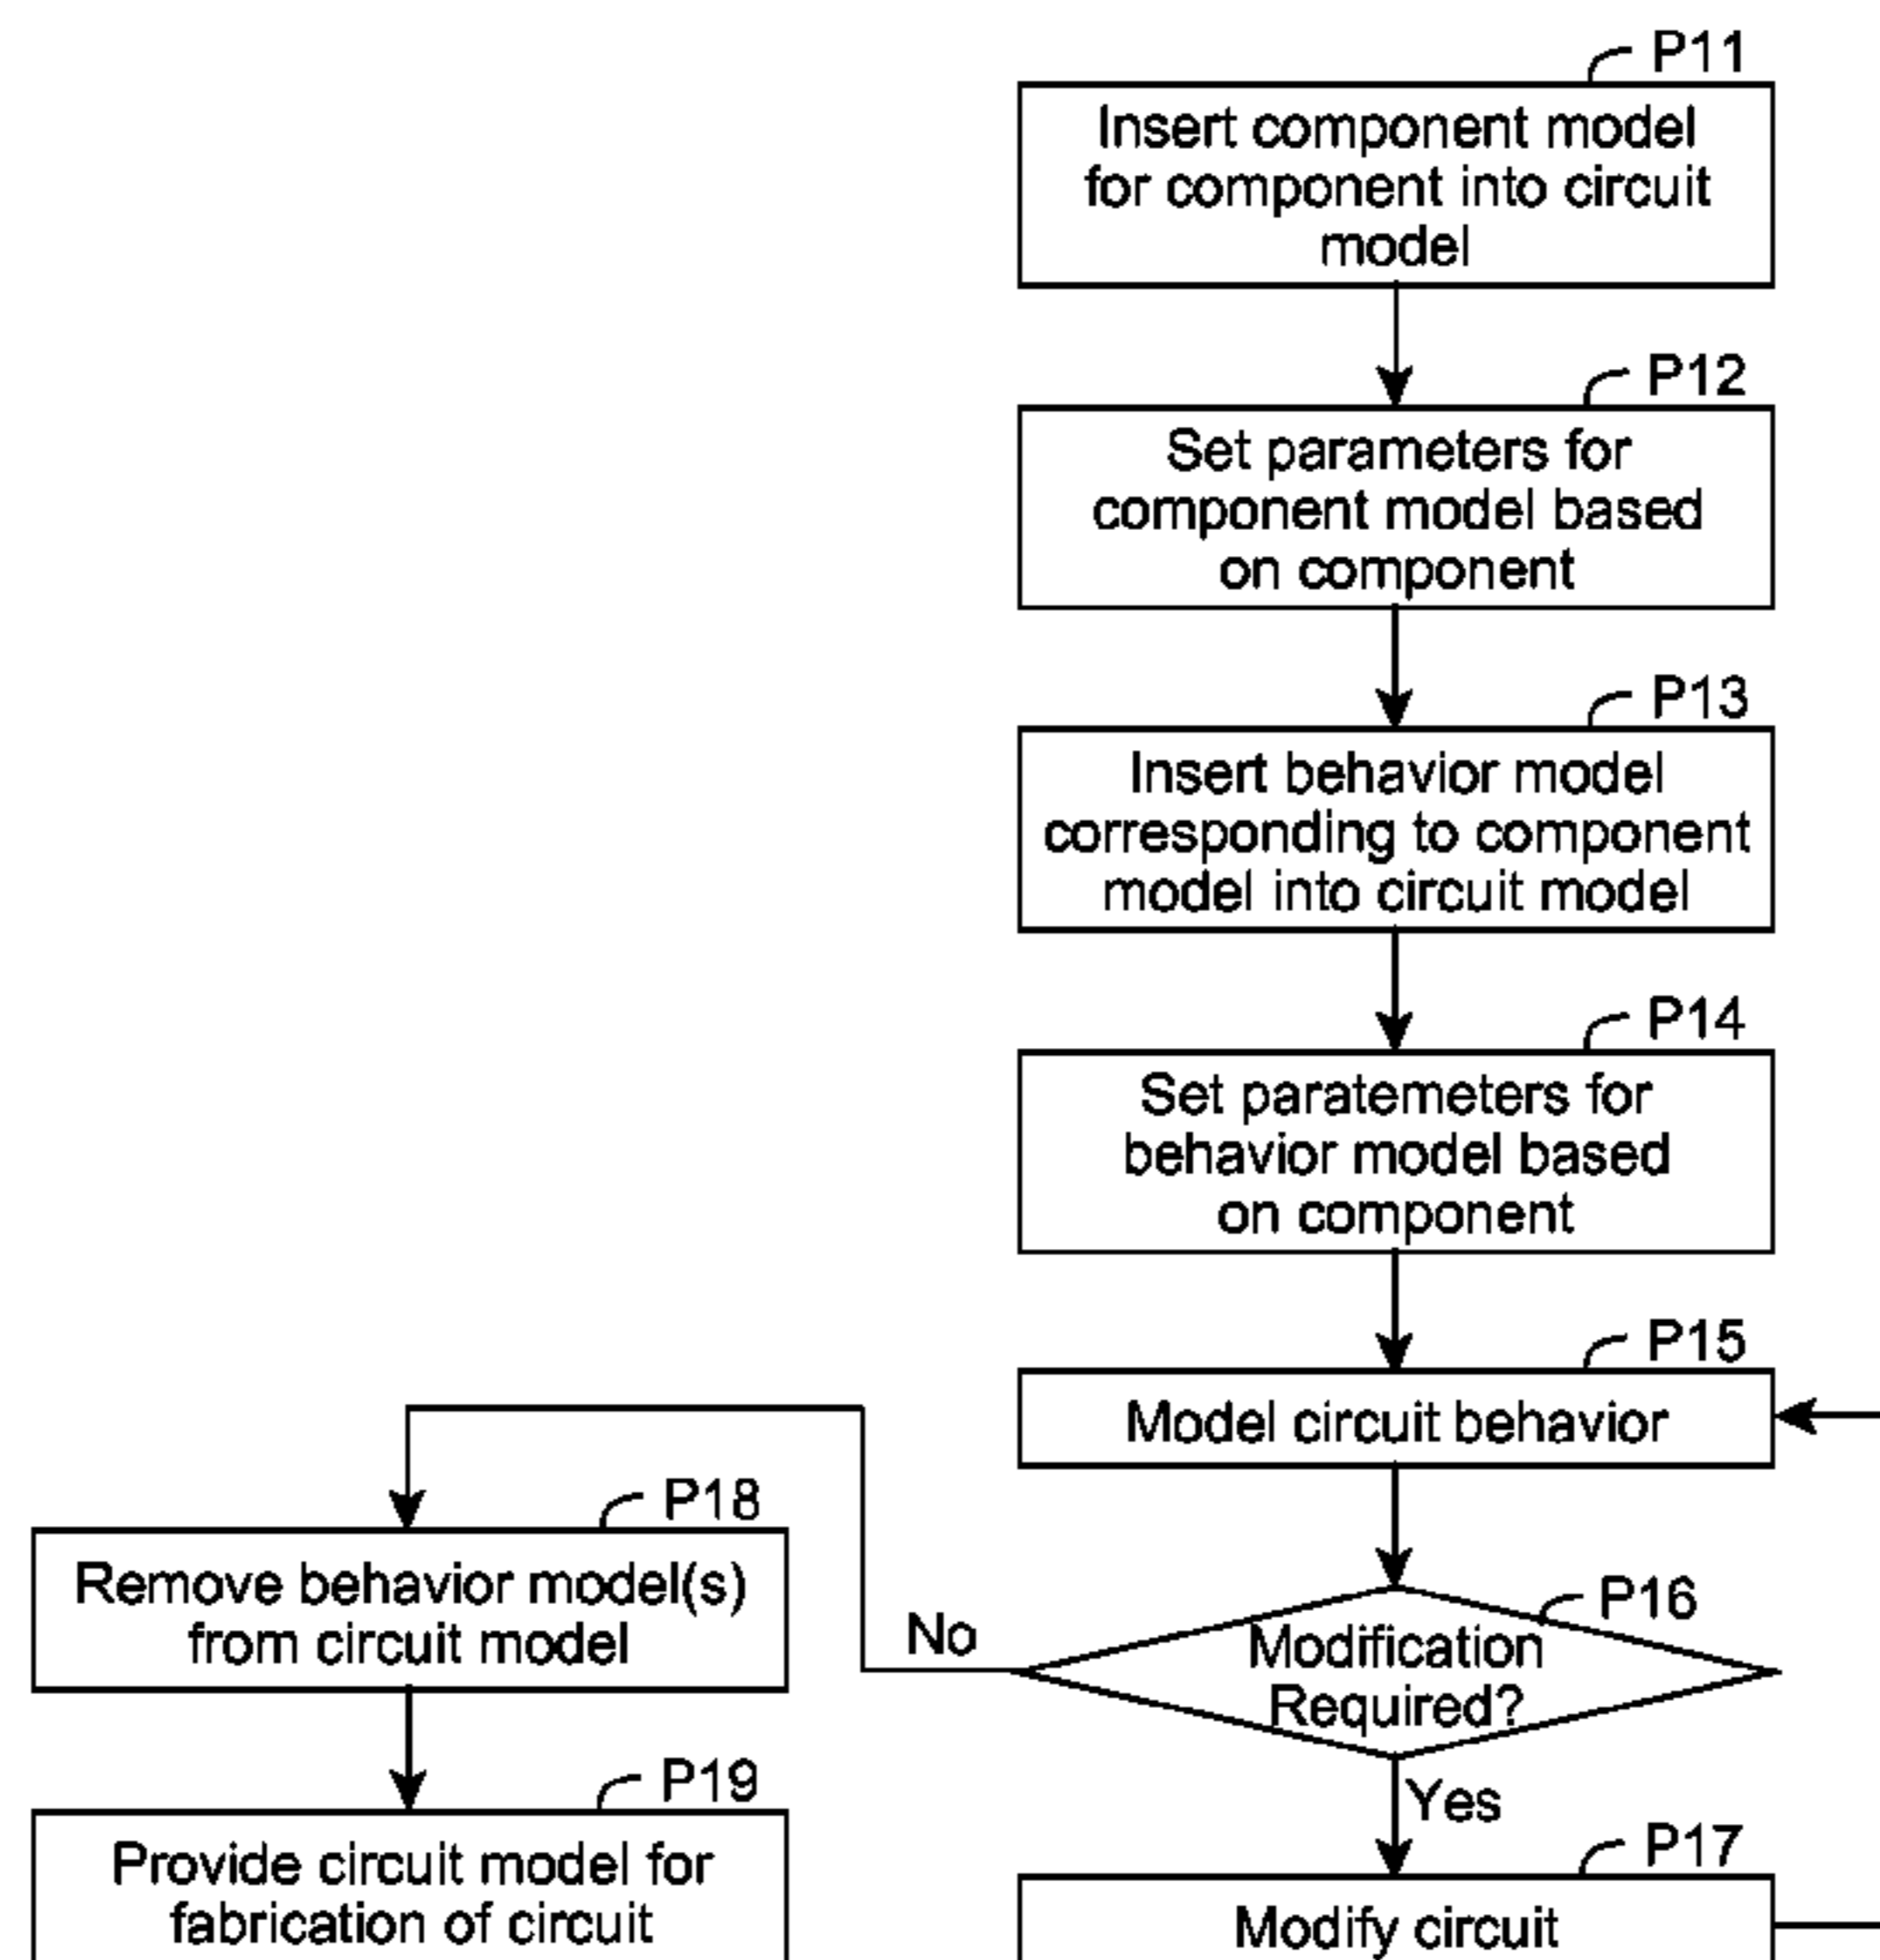 P11
Insert component model
for component into circuit
model
P12
Set parameters for
component model based
on component
P13
Insert behavior model
corresponding to component
model into circuit model
P14
Set paratemeters for
behavior model based
on component
P15
Model circuit behavior
P16
Modification
Required?
No
Yes
P17
Modify circuit
P18
Remove behavior model(s)
from circuit model
P19
Provide circuit model for
fabrication of circuit